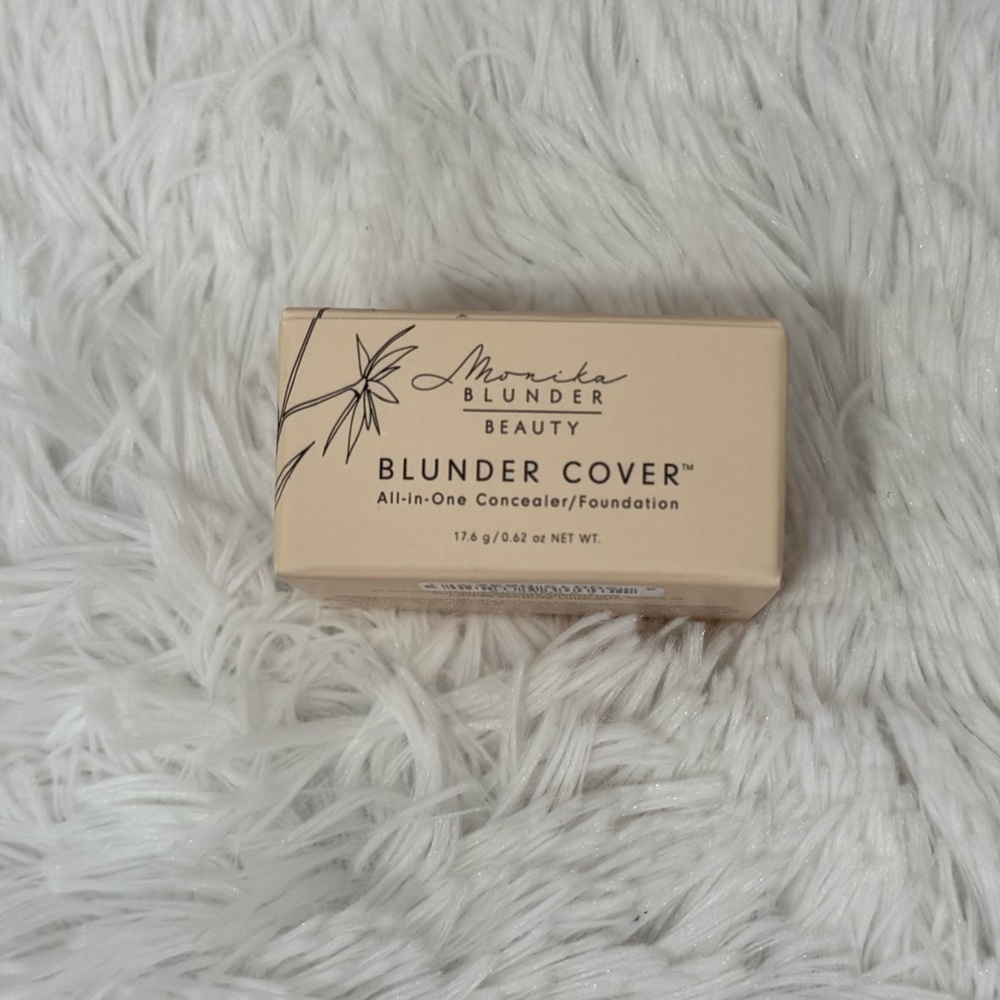 Monika
BLUNDER
BEAUTY
BLUNDER COVER™
All-in-One Concealer/Foundation
17.6 g/0.62 oz NET WT.